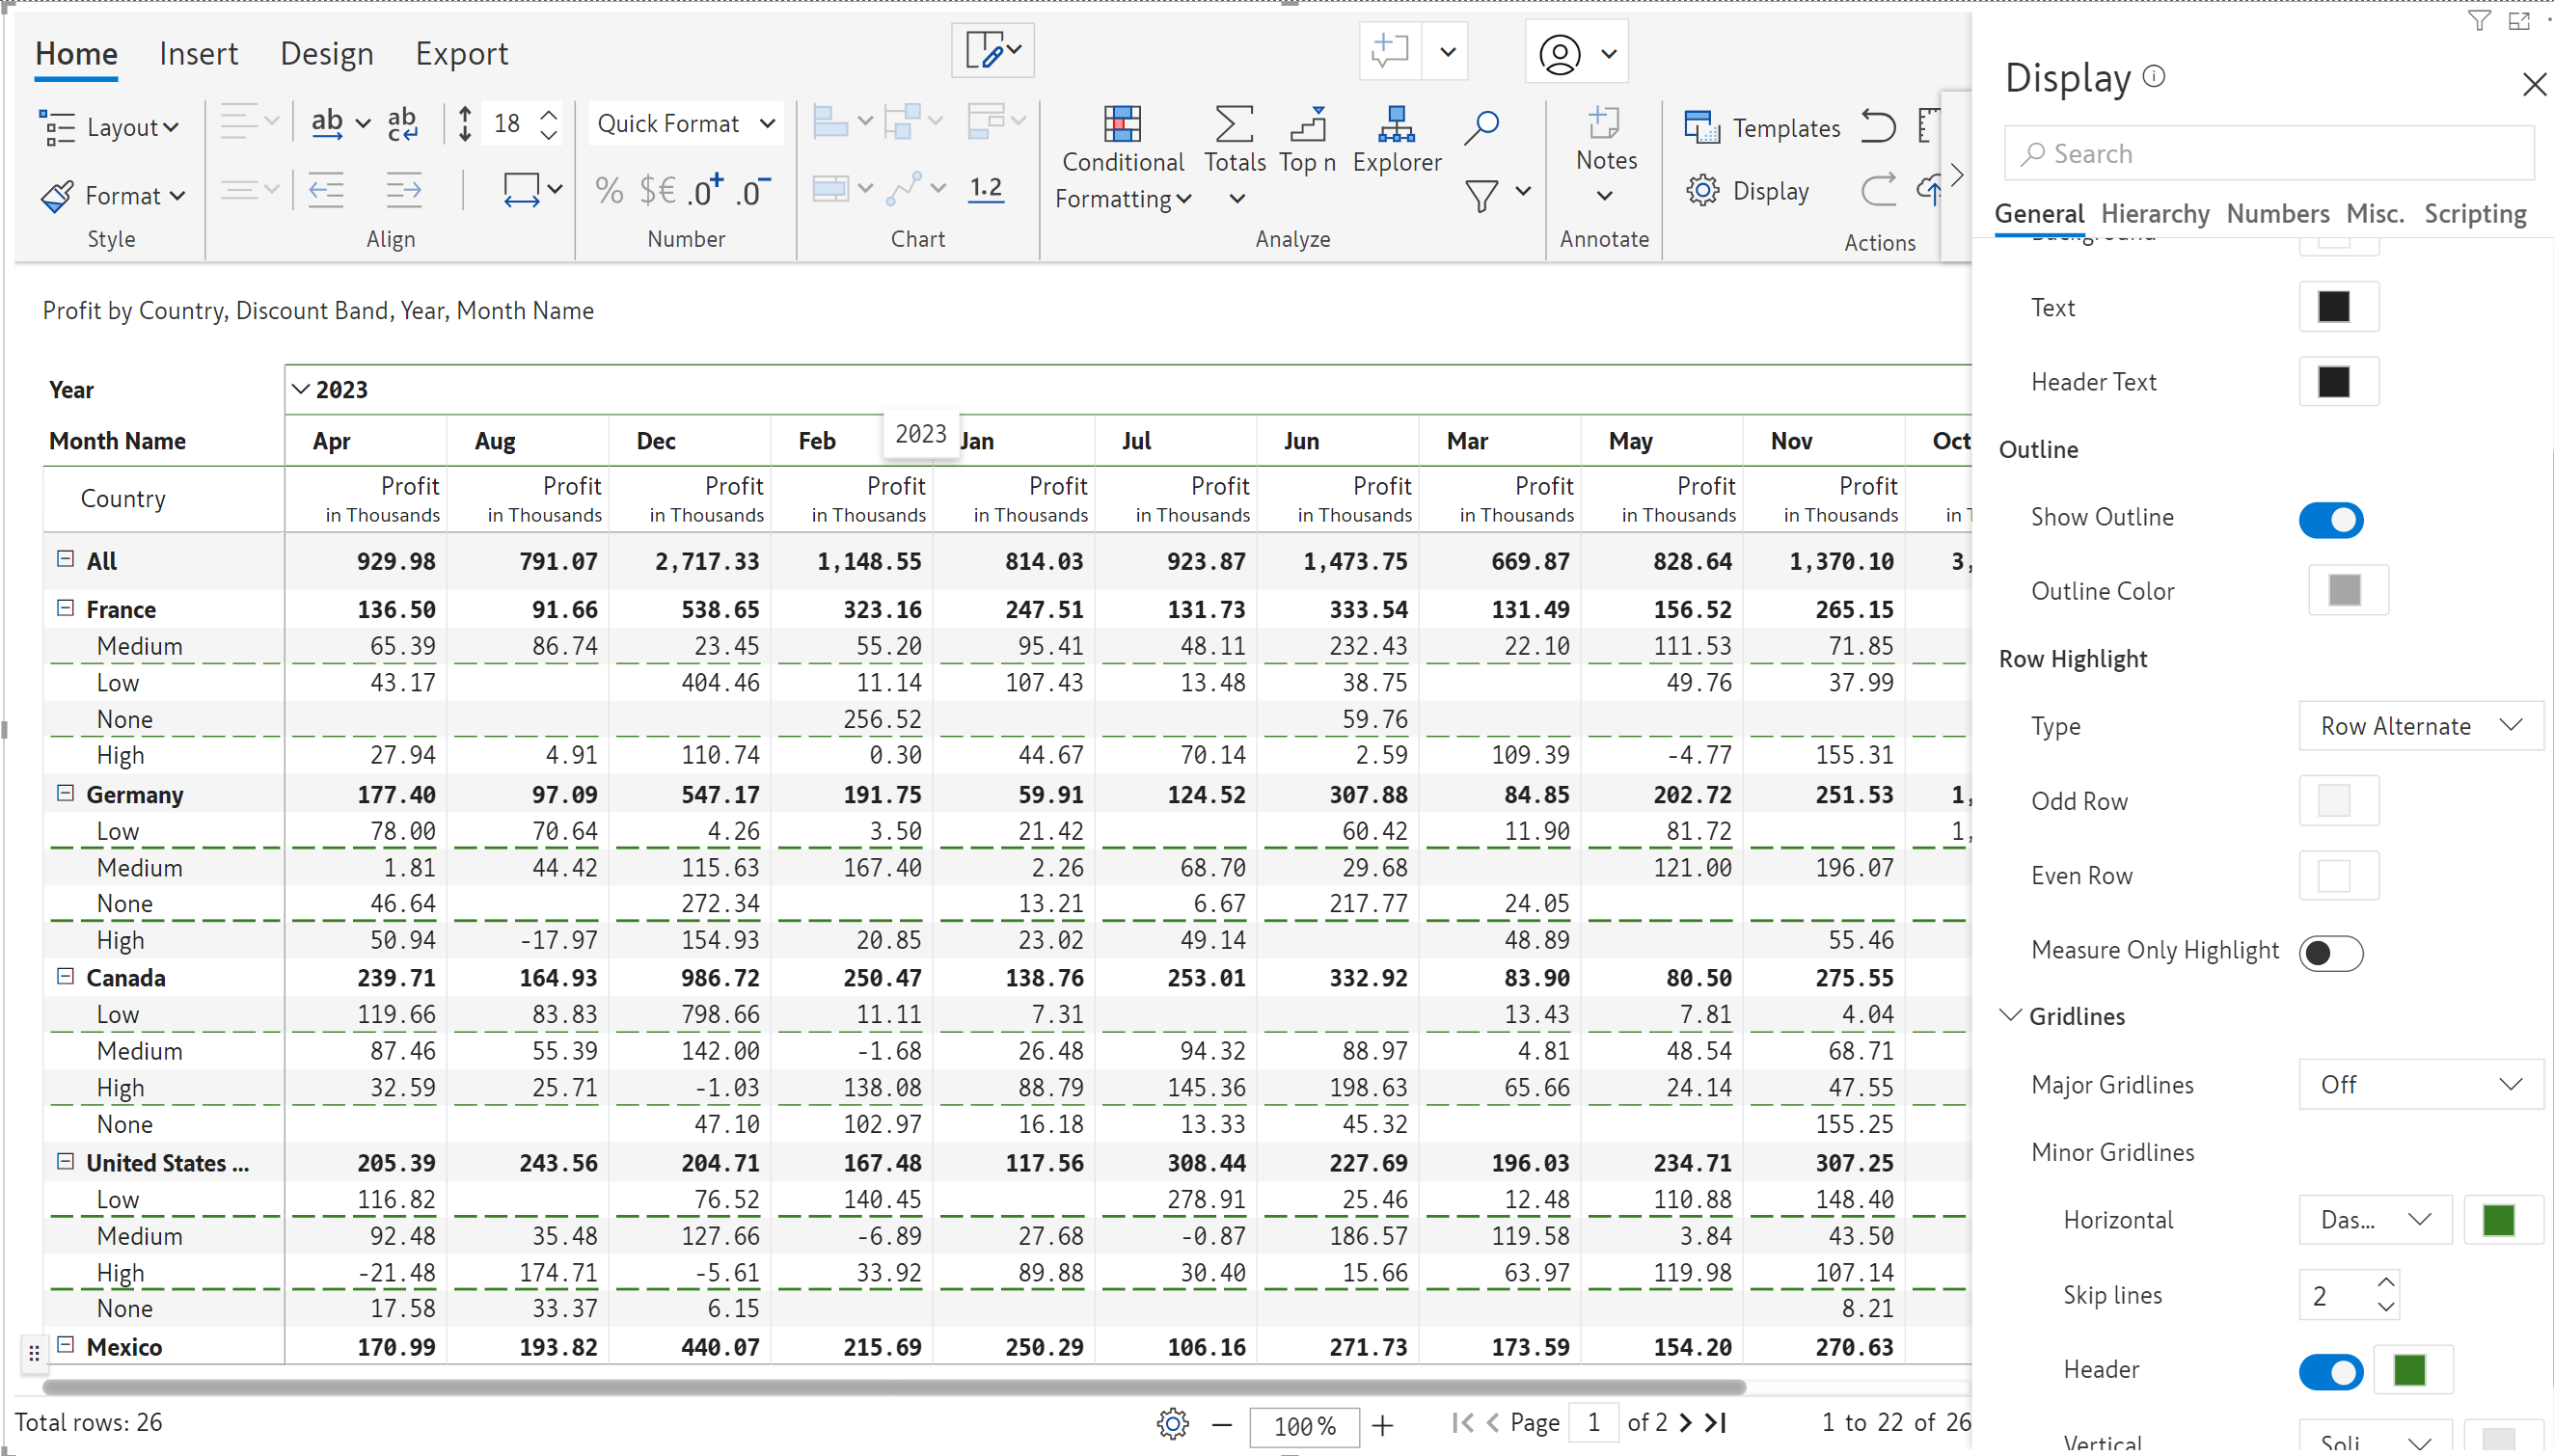 Home Insert Design Export
Layout ab ab c 18 Quick Format Conditional Formatting Totals Top n Explorer Notes Templates
Format % $€ .0+ .0- 1.2 Display
Style Align Number Chart Analyze Annotate Actions
Profit by Country, Discount Band, Year, Month Name
Year 2023
2023
Month Name Apr Aug Dec Feb Jan Jul Jun Mar May Nov Oct
Country Profit Profit Profit Profit Profit Profit Profit Profit Profit Profit
in Thousands in Thousands in Thousands in Thousands in Thousands in Thousands in Thousands in Thousands in Thousands in Thousands in
All 929.98 791.07 2,717.33 1,148.55 814.03 923.87 1,473.75 669.87 828.64 1,370.10 3,
France 136.50 91.66 538.65 323.16 247.51 131.73 333.54 131.49 156.52 265.15
Medium 65.39 86.74 23.45 55.20 95.41 48.11 232.43 22.10 111.53 71.85
Low 43.17 404.46 11.14 107.43 13.48 38.75 49.76 37.99
None 256.52 59.76
High 27.94 4.91 110.74 0.30 44.67 70.14 2.59 109.39 -4.77 155.31
Germany 177.40 97.09 547.17 191.75 59.91 124.52 307.88 84.85 202.72 251.53 1,
Low 78.00 70.64 4.26 3.50 21.42 60.42 11.90 81.72 1,
Medium 1.81 44.42 115.63 167.40 2.26 68.70 29.68 121.00 196.07
None 46.64 272.34 13.21 6.67 217.77 24.05
High 50.94 -17.97 154.93 20.85 23.02 49.14 48.89 55.46
Canada 239.71 164.93 986.72 250.47 138.76 253.01 332.92 83.90 80.50 275.55
Low 119.66 83.83 798.66 11.11 7.31 13.43 7.81 4.04
Medium 87.46 55.39 142.00 -1.68 26.48 94.32 88.97 4.81 48.54 68.71
High 32.59 25.71 -1.03 138.08 88.79 145.36 198.63 65.66 24.14 47.55
None 47.10 102.97 16.18 13.33 45.32 155.25
United States ... 205.39 243.56 204.71 167.48 117.56 308.44 227.69 196.03 234.71 307.25
Low 116.82 76.52 140.45 278.91 25.46 12.48 110.88 148.40
Medium 92.48 35.48 127.66 -6.89 27.68 -0.87 186.57 119.58 3.84 43.50
High -21.48 174.71 -5.61 33.92 89.88 30.40 15.66 63.97 119.98 107.14
None 17.58 33.37 6.15 8.21
Mexico 170.99 193.82 440.07 215.69 250.29 106.16 271.73 173.59 154.20 270.63
Total rows: 26 100% Page 1 of 2 1 to 22 of 26
Display
Search
General Hierarchy Numbers Misc. Scripting
Background
Text
Header Text
Outline
Show Outline
Outline Color
Row Highlight
Type Row Alternate
Odd Row
Even Row
Measure Only Highlight
Gridlines
Major Gridlines Off
Minor Gridlines
Horizontal Das...
Skip lines 2
Header
Vertical Soli